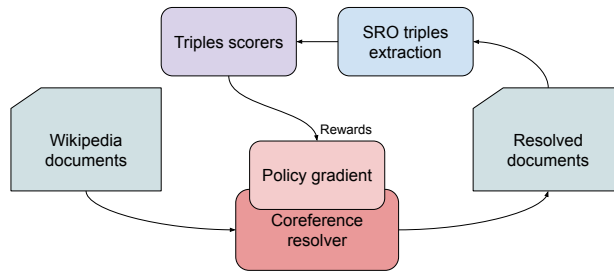 Triples scorers
SRO triples
extraction
Wikipedia
documents
Rewards
Resolved
documents
Policy gradient
Coreference
resolver